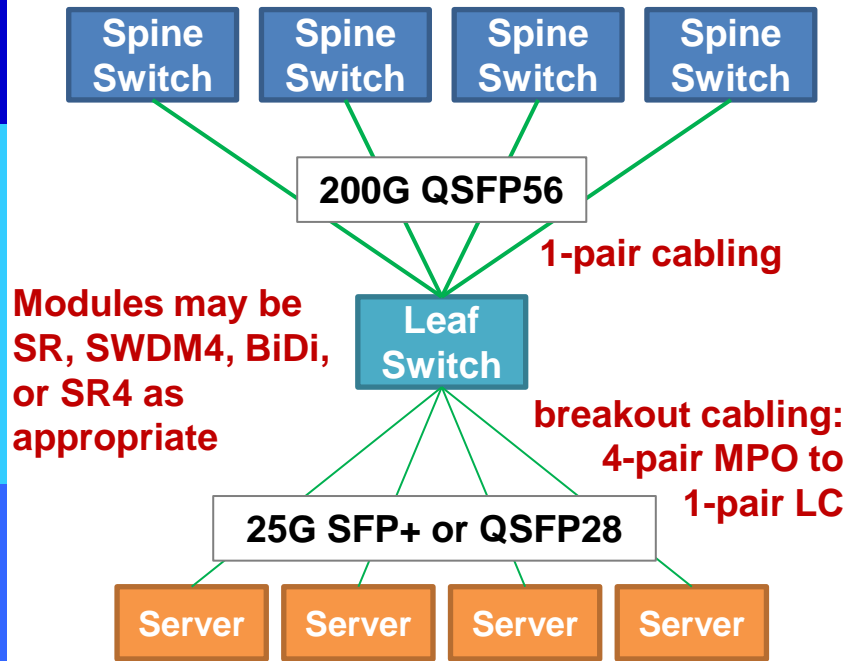 Spine
Switch
Spine
Switch
Spine
Switch
Spine
Switch
200G QSFP56
1-pair cabling
Modules may be
SR, SWDM4, BiDi,
or SR4 as
appropriate
Leaf
Switch
breakout cabling:
4-pair MPO to
1-pair LC
25G SFP+ or QSFP28
Server
Server
Server
Server